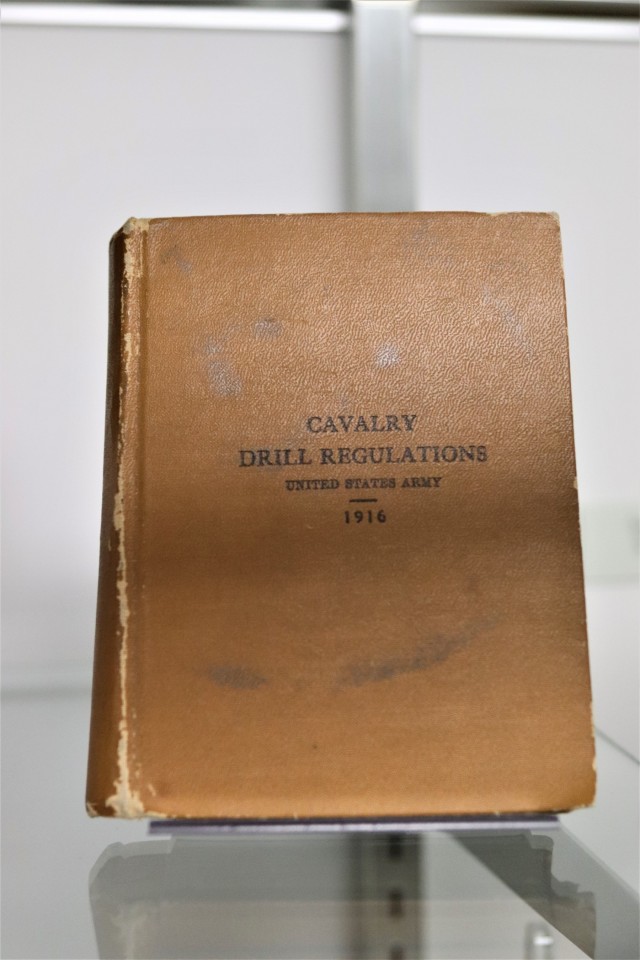 CAVALRY
DRILL REGULATIONS
UNITED STATES ARMY
1916